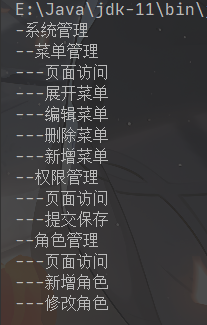 E:\Java\jdk-11\bin\
-系统管理
--菜单管理
---页面访问
---展开菜单
---编辑菜单
---删除菜单
---新增菜单
--权限管理
---页面访问
---提交保存
--角色管理
---页面访问
---新增角色
---修改角色